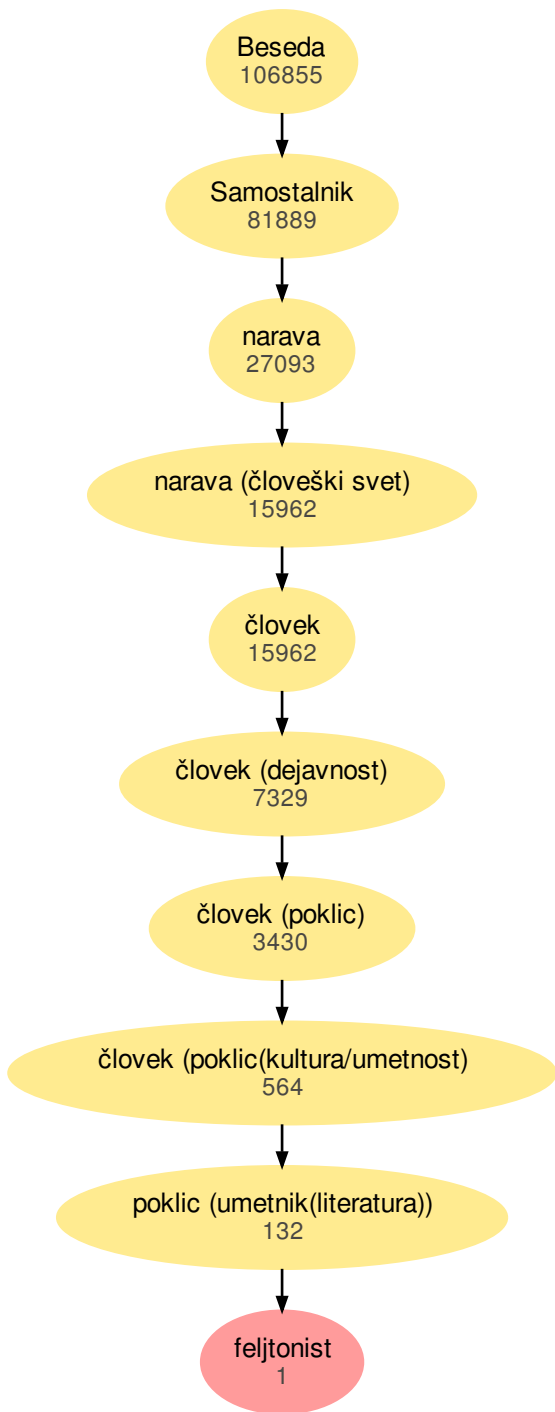 Beseda
106855
Samostalnik
81889
narava
27093
narava (človeški svet)
15962
človek
15962
človek (dejavnost)
7329
človek (poklic)
3430
človek (poklic(kultura/umetnost)
564
poklic (umetnik(literatura))
132
feljtonist
1